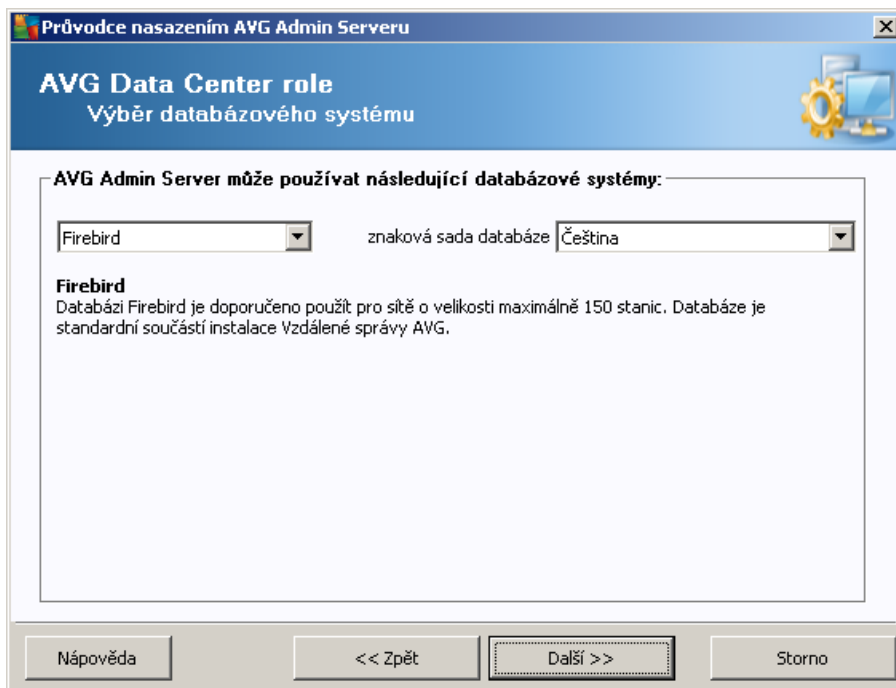 Průvodce nasazením AVG Admin Serveru
AVG Data Center role
Výběr databázového systému
AVG Admin Server může používat následující databázové systémy:
Firebird znaková sada databáze Čeština
Firebird
Databázi Firebird je doporučeno použít pro sítě o velikosti maximálně 150 stanic. Databáze je
standardní součástí instalace Vzdálené správy AVG.
Nápověda << Zpět Další >> Storno